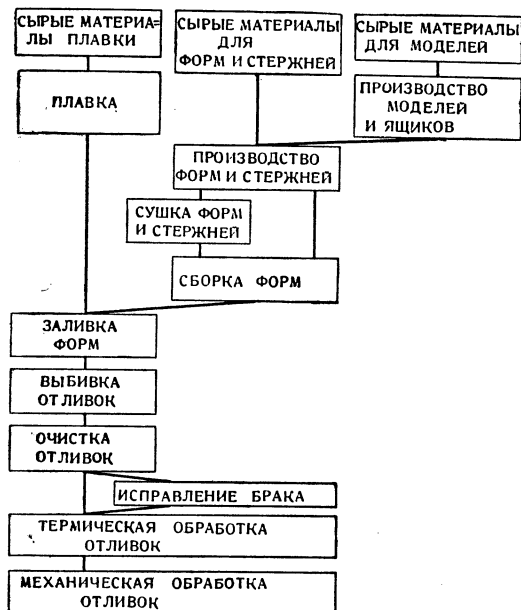 СЫРЫЕ МАТЕРИА=
ЛЫ ПЛАВКИ
СЫРЫЕ МАТЕРИАЛЫ
ДЛЯ
ФОРМ И СТЕРЖНЕЙ
СЫРЫЕ МАТЕРИАЛЫ
ДЛЯ МОДЕЛЕЙ
ПЛАВКА
ПРОИЗВОДСТВО
МОДЕЛЕЙ
И ЯЩИКОВ
ПРОИЗВОДСТВО
ФОРМ И СТЕРЖНЕЙ
СУШКА ФОРМ
И СТЕРЖНЕЙ
СБОРКА ФОРМ
ЗАЛИВКА
ФОРМ
ВЫБИВКА
ОТЛИВОК
ОЧИСТКА
ОТЛИВОК
ИСПРАВЛЕНИЕ БРАКА
ТЕРМИЧЕСКАЯ ОБРАБОТКА
ОТЛИВОК
МЕХАНИЧЕСКАЯ ОБРАБОТКА
ОТЛИВОК